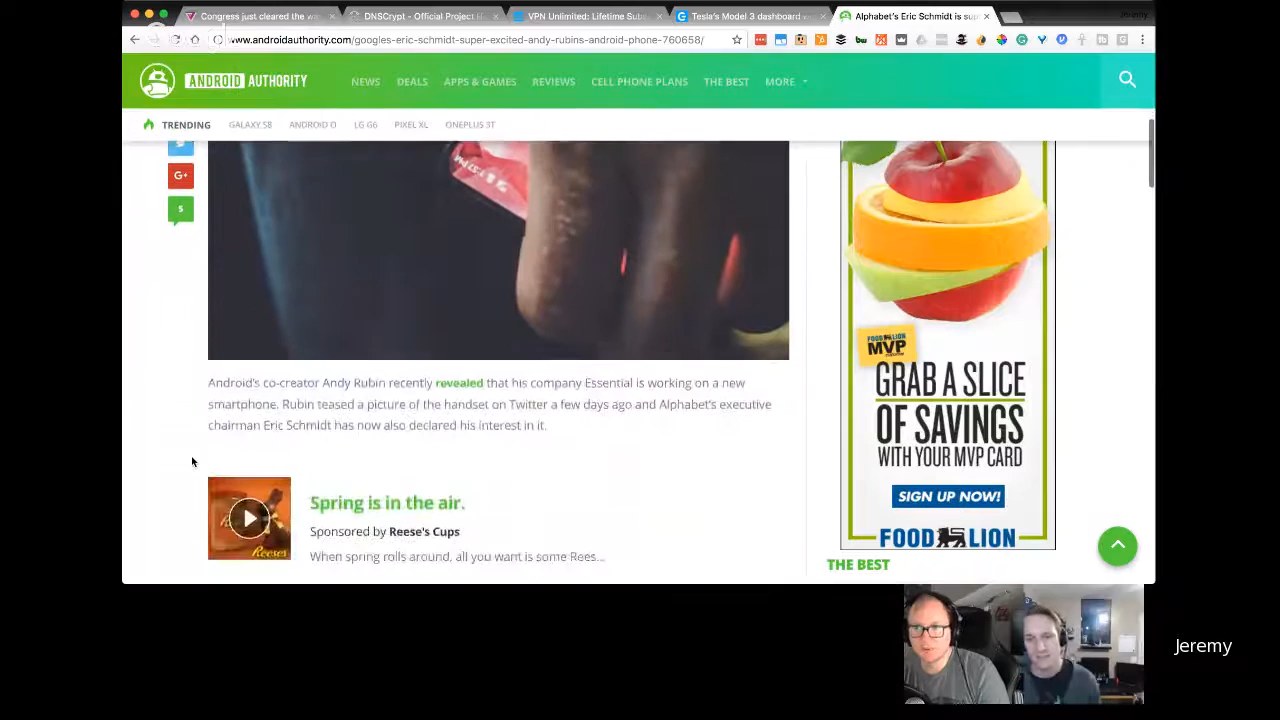 Jeremy
Congress just cleared the wa
DNSCrypt - Official Project H
VPN Unlimited: Lifetime Subs
Tesla's Model 3 dashboard w
Alphabet's Eric Schmidt is sup
www.androidauthority.com/googles-eric-schmidt-super-excited-andy-rubins-android-phone-760658/
ANDROID AUTHORITY
NEWS DEALS APPS & GAMES REVIEWS CELL PHONE PLANS THE BEST MORE
TRENDING GALAXY S8 ANDROID O LG G6 PIXEL XL ONEPLUS 3T
G+
5
Android's co-creator Andy Rubin recently revealed that his company Essential is working on a new
smartphone. Rubin teased a picture of the handset on Twitter a few days ago and Alphabet's executive
chairman Eric Schmidt has now also declared his interest in it.
Spring is in the air.
Sponsored by Reese's Cups
When spring rolls around, all you want is some Rees...
Reese's
FOOD LION
MVP
GRAB A SLICE
OF SAVINGS
WITH YOUR MVP CARD
SIGN UP NOW!
FOOD LION
THE BEST
Jeremy